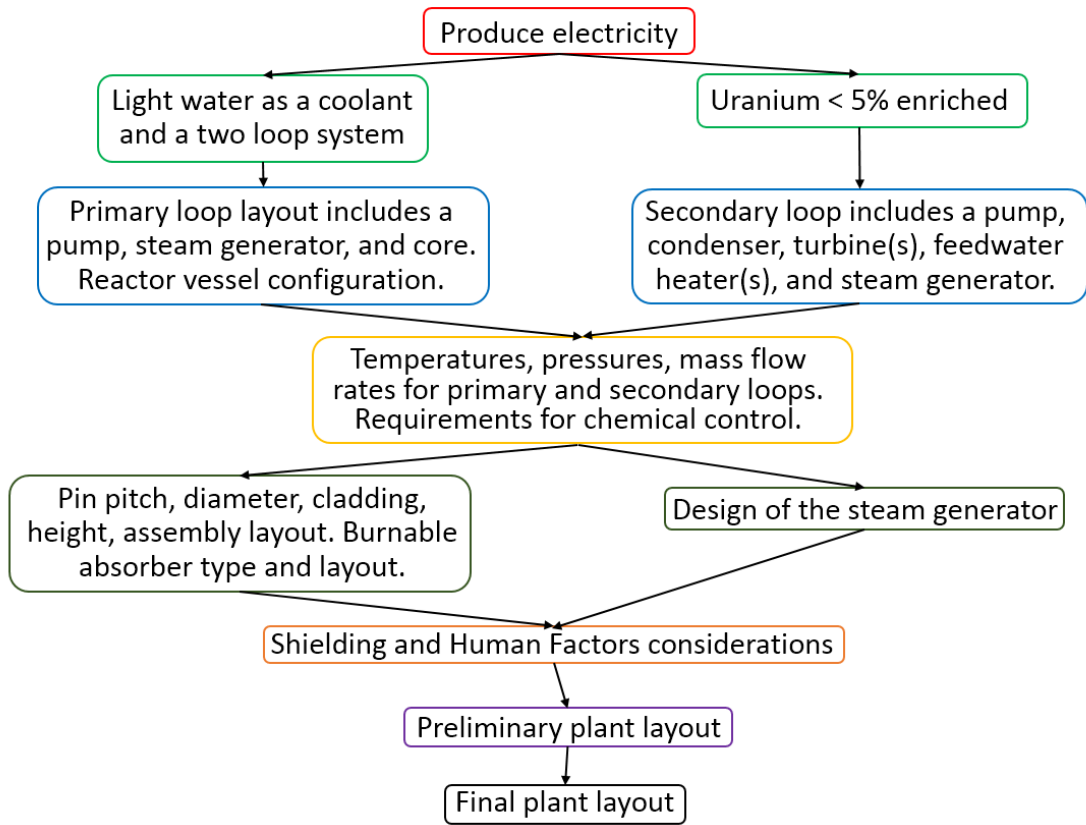 Produce electricity
Light water as a coolant
and a two loop system
Uranium < 5% enriched
Primary loop layout includes a
pump, steam generator, and core.
Reactor vessel configuration.
Secondary loop includes a pump,
condenser, turbine(s), feedwater
heater(s), and steam generator.
Temperatures, pressures, mass flow
rates for primary and secondary loops.
Requirements for chemical control.
Pin pitch, diameter, cladding,
height, assembly layout. Burnable
absorber type and layout.
Design of the steam generator
Shielding and Human Factors considerations
Preliminary plant layout
Final plant layout